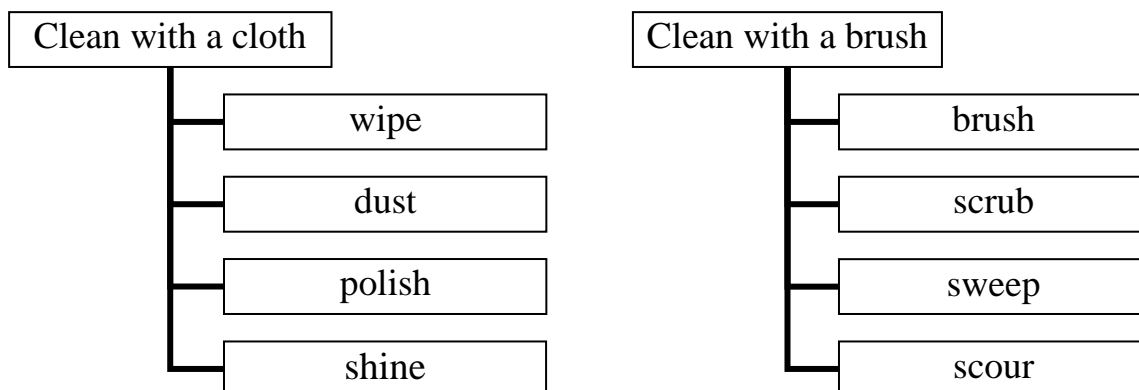 Clean with a cloth
wipe
dust
polish
shine
Clean with a brush
brush
scrub
sweep
scour